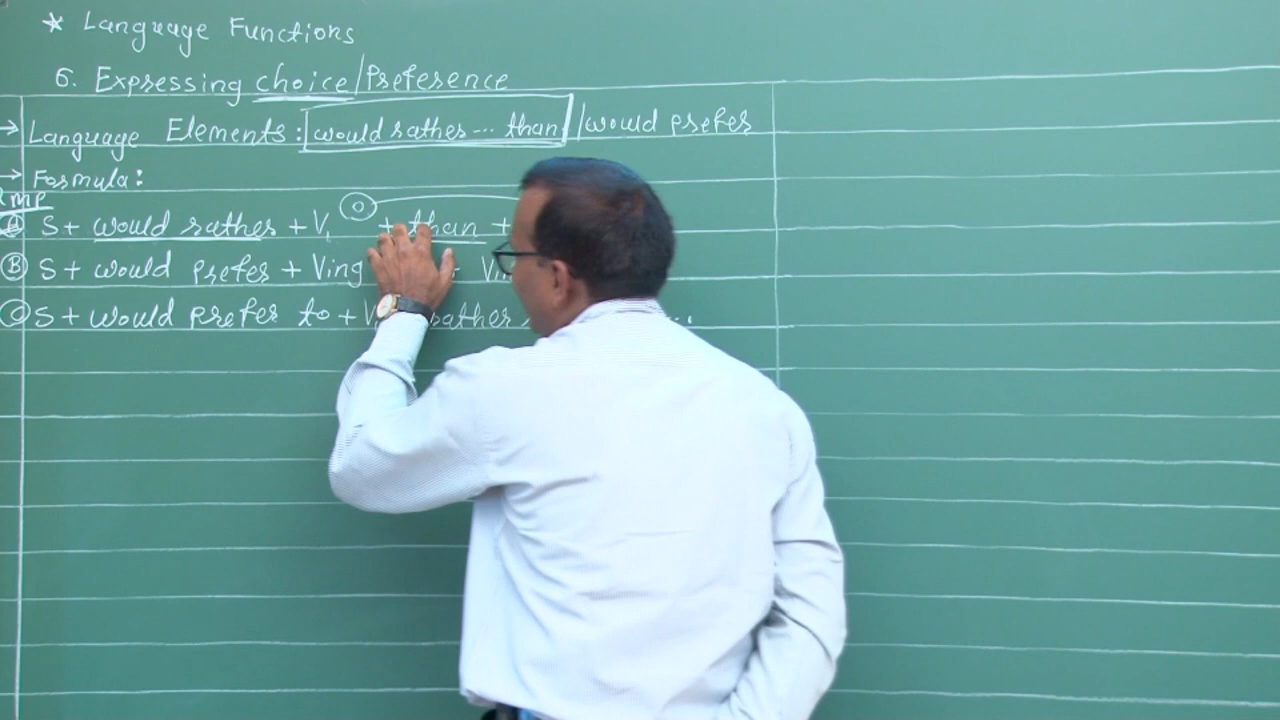 * Language Functions
6. Expressing choice/Preference
→ Language Elements: would rather... than/would prefer
→ Formula:
Imp
Ⓐ S+ would rather + V₁ ⓪ + than +
Ⓑ S+ would prefer + Ving
Ⓒ S+ would prefer to + V rather ...